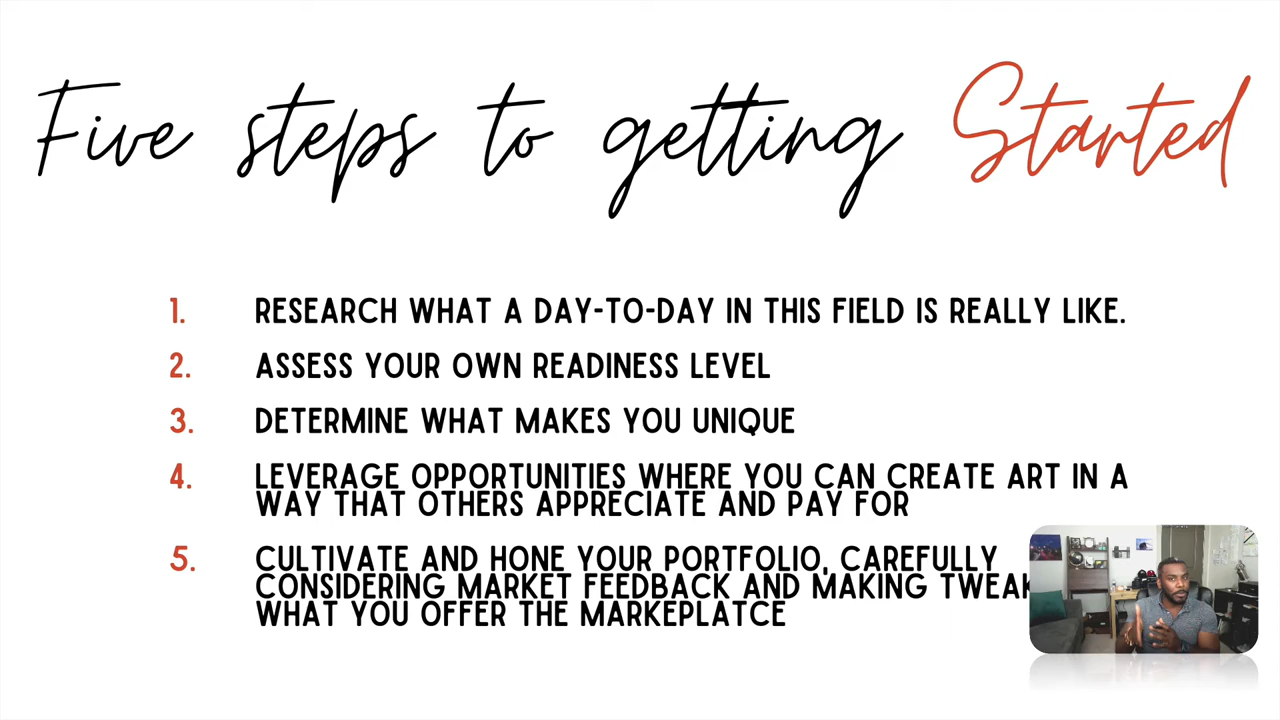 Five steps to getting Started
1. RESEARCH WHAT A DAY-TO-DAY IN THIS FIELD IS REALLY LIKE.
2. ASSESS YOUR OWN READINESS LEVEL
3. DETERMINE WHAT MAKES YOU UNIQUE
4. LEVERAGE OPPORTUNITIES WHERE YOU CAN CREATE ART IN A
WAY THAT OTHERS APPRECIATE AND PAY FOR
5. CULTIVATE AND HONE YOUR PORTFOLIO, CAREFULLY
CONSIDERING MARKET FEEDBACK AND MAKING
WHAT YOU OFFER THE MARKEPLATCE